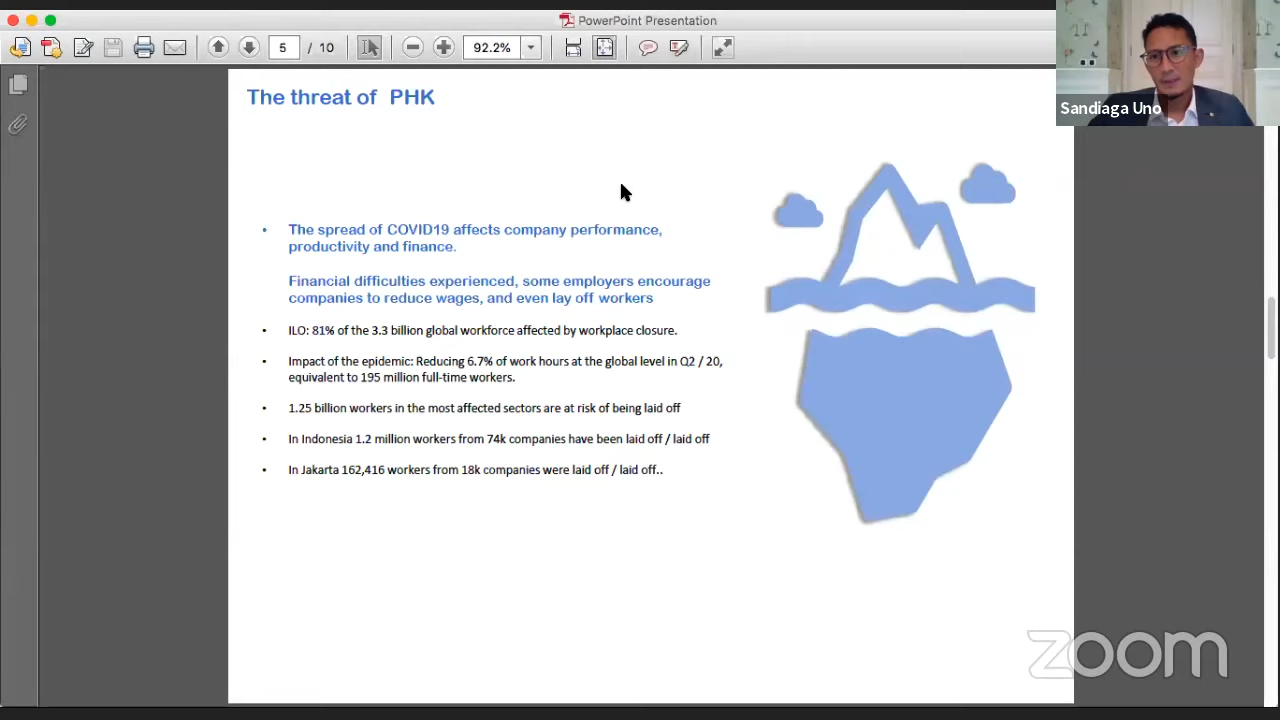 PowerPoint Presentation
5 / 10
92.2%
Sandiaga Uno
The threat of PHK
• The spread of COVID19 affects company performance,
productivity and finance.
Financial difficulties experienced, some employers encourage
companies to reduce wages, and even lay off workers
• ILO: 81% of the 3.3 billion global workforce affected by workplace closure.
• Impact of the epidemic: Reducing 6.7% of work hours at the global level in Q2 / 20,
equivalent to 195 million full-time workers.
• 1.25 billion workers in the most affected sectors are at risk of being laid off
• In Indonesia 1.2 million workers from 74k companies have been laid off / laid off
• In Jakarta 162,416 workers from 18k companies were laid off / laid off..
zoom